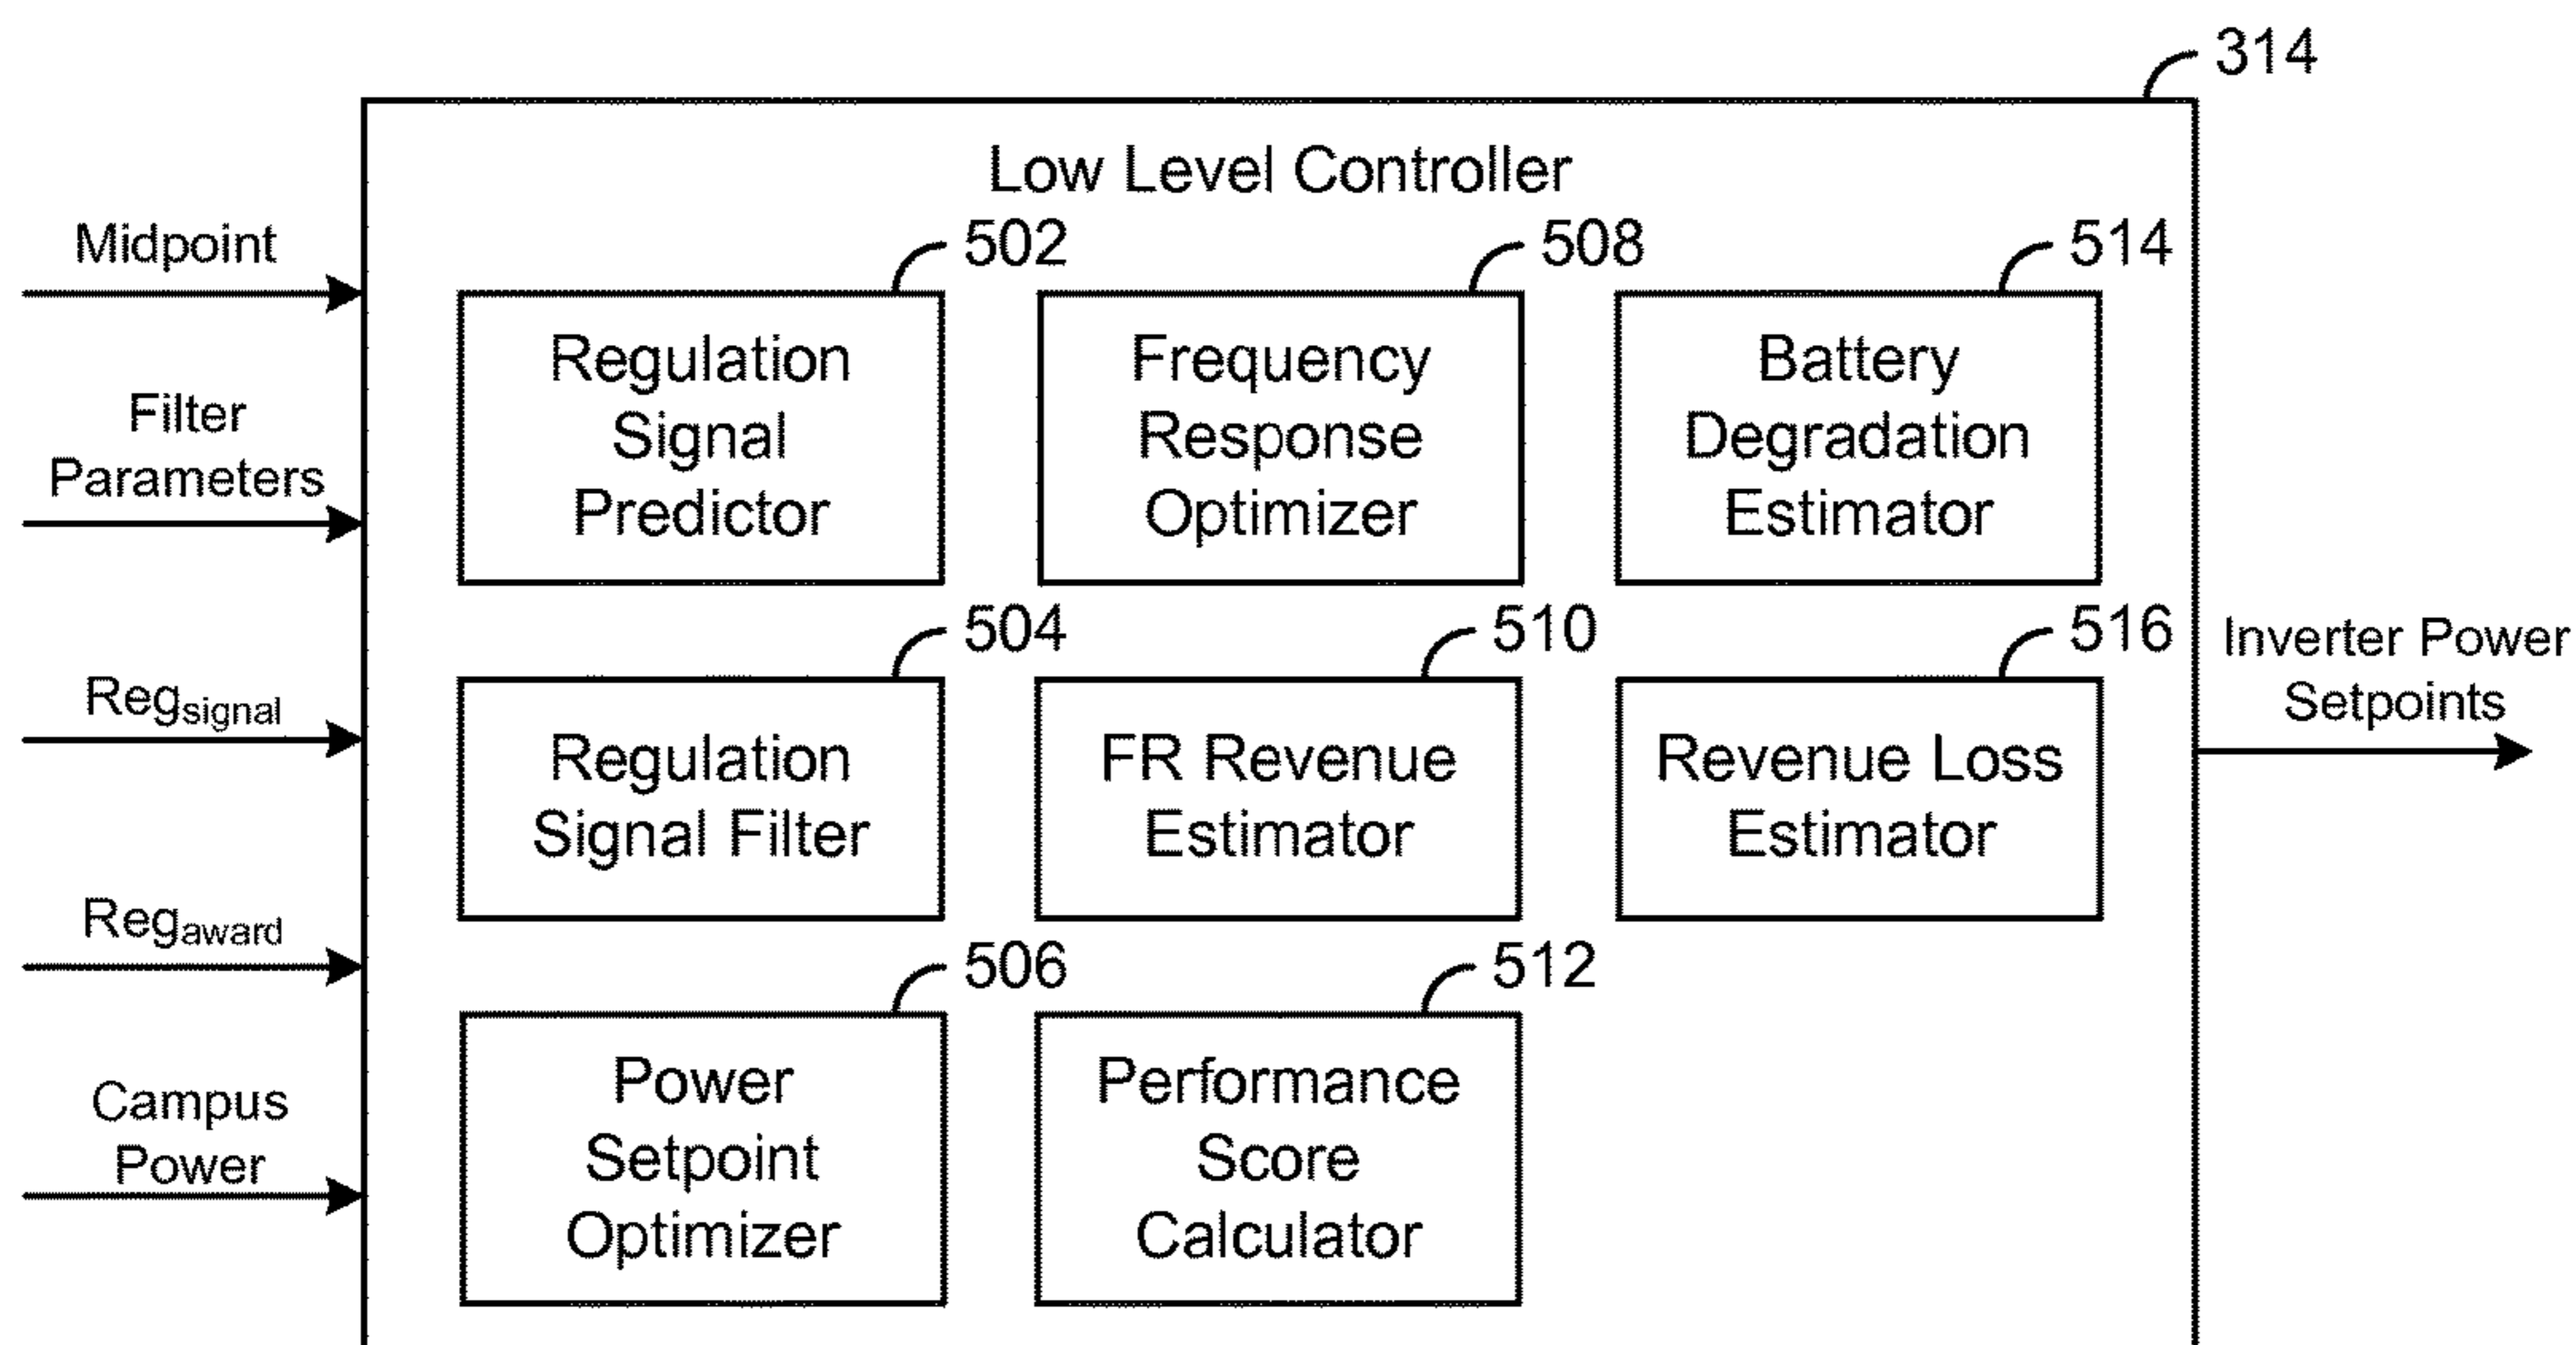 314
Low Level Controller
Midpoint
Filter
Parameters
Regsignal
Regaward
Campus
Power
502
Regulation
Signal
Predictor
508
Frequency
Response
Optimizer
514
Battery
Degradation
Estimator
504
Regulation
Signal Filter
510
FR Revenue
Estimator
516
Revenue Loss
Estimator
506
Power
Setpoint
Optimizer
512
Performance
Score
Calculator
Inverter Power
Setpoints